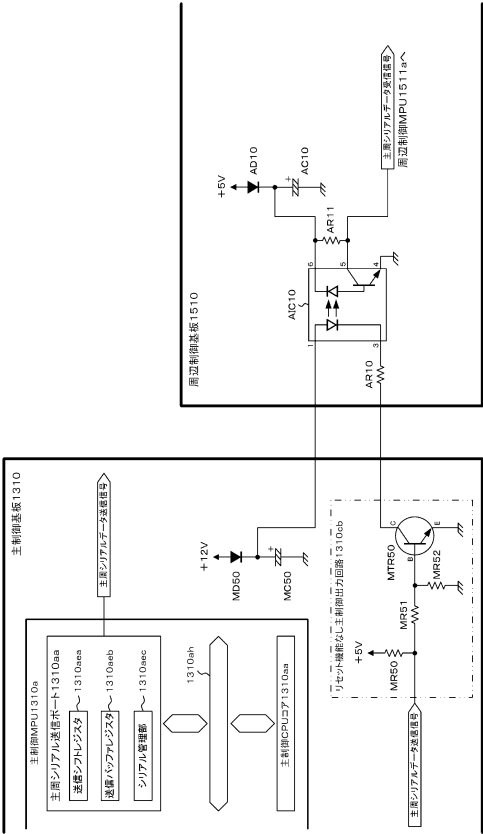 主制御基板1310
主制御MPU1310a
主周シリアル送信ポート1310aa
送信シフトレジスタ
1310aea
送信バッファレジスタ
1310aeb
シリアル管理部
1310aec
1310ah
主制御CPUコア1310aa
主周シリアルデータ送信信号
+12V
MD50
MC50
+
リセット機能なし主制御出力回路1310cb
主周シリアルデータ送信信号
+5V
MR50
MR51
MR52
MTR50
B
C
E
周辺制御基板1510
AR10
AIC10
1
3
4
5
6
AR11
+5V
AD10
AC10
+
主周シリアルデータ受信信号
周辺制御MPU1511aへ